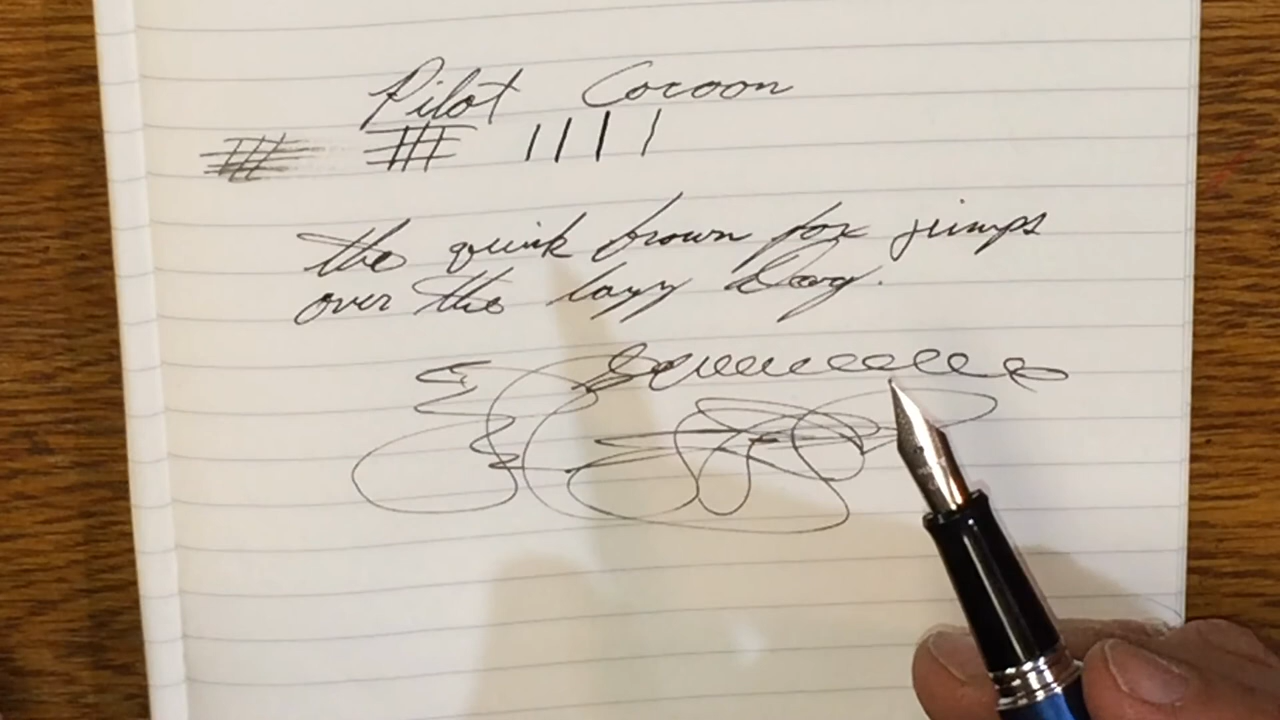 Pilot Cocoon
the quick brown fox jumps
over the lazy Dog.